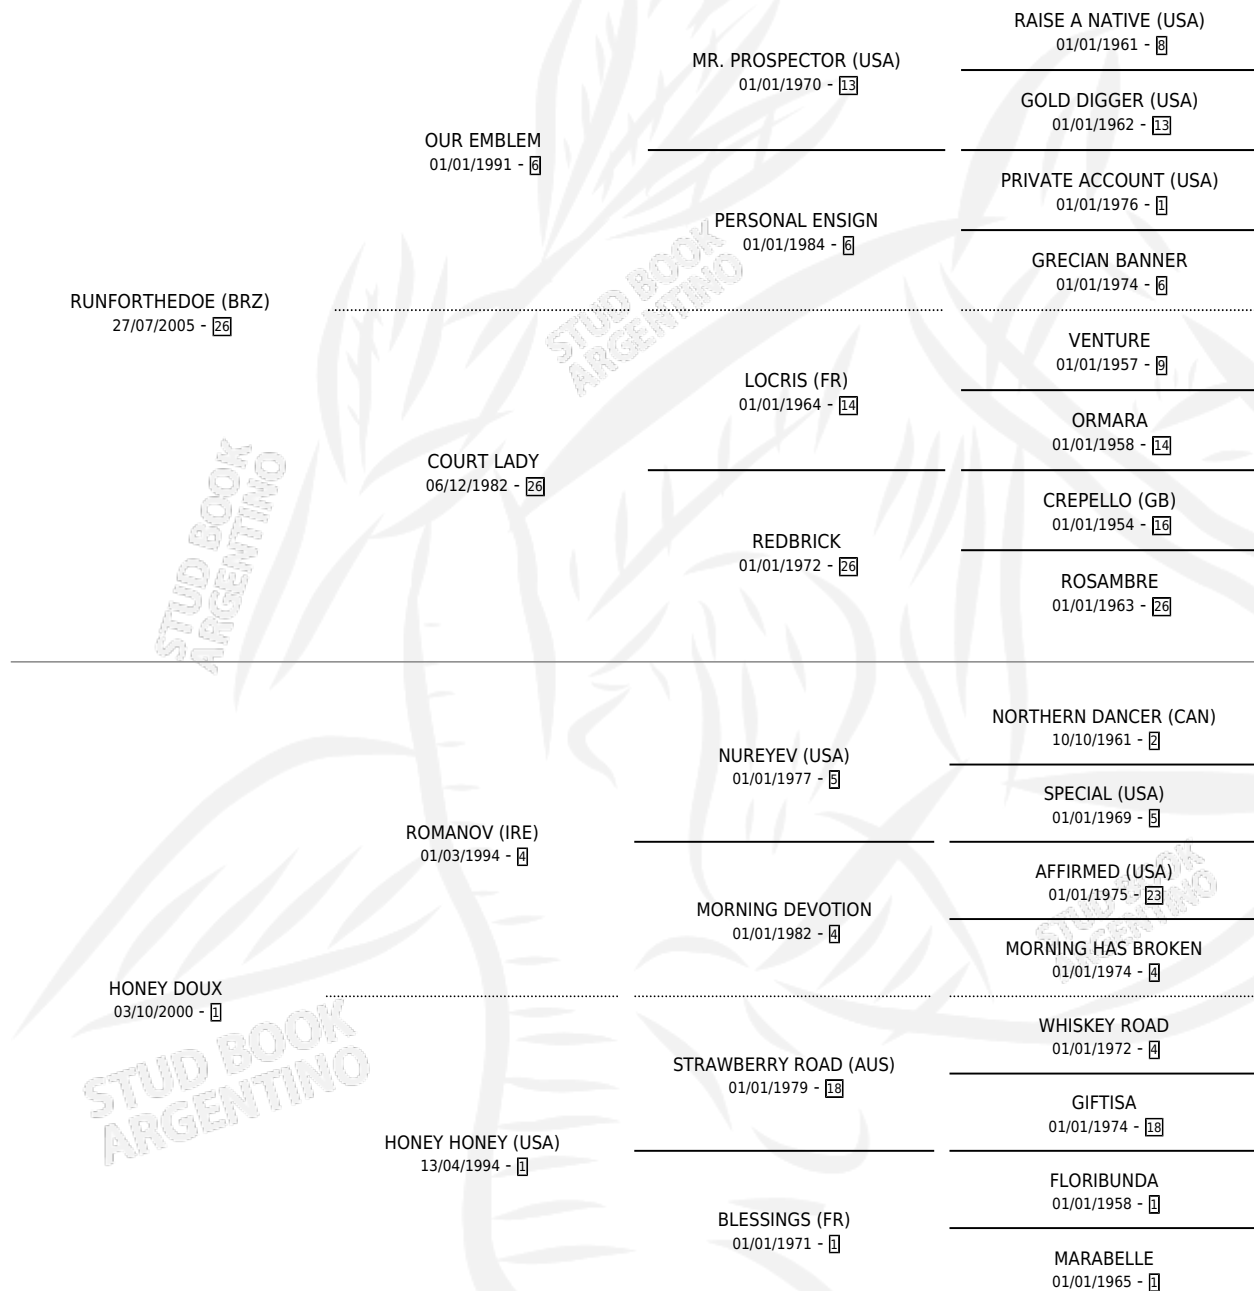 RUNFORTHEDOE (BRZ)
27/07/2005 - 26
OUR EMBLEM
01/01/1991 - 6
MR. PROSPECTOR (USA)
01/01/1970 - 13
RAISE A NATIVE (USA)
01/01/1961 - 8
GOLD DIGGER (USA)
01/01/1962 - 13
PERSONAL ENSIGN
01/01/1984 - 6
PRIVATE ACCOUNT (USA)
01/01/1976 - 1
GRECIAN BANNER
01/01/1974 - 6
COURT LADY
06/12/1982 - 26
LOCRIS (FR)
01/01/1964 - 14
VENTURE
01/01/1957 - 9
ORMARA
01/01/1958 - 14
REDBRICK
01/01/1972 - 26
CREPELLO (GB)
01/01/1954 - 16
ROSAMBRE
01/01/1963 - 26
HONEY DOUX
03/10/2000 - 1
ROMANOV (IRE)
01/03/1994 - 4
NUREYEV (USA)
01/01/1977 - 5
NORTHERN DANCER (CAN)
10/10/1961 - 2
SPECIAL (USA)
01/01/1969 - 5
MORNING DEVOTION
01/01/1982 - 4
AFFIRMED (USA)
01/01/1975 - 23
MORNING HAS BROKEN
01/01/1974 - 4
HONEY HONEY (USA)
13/04/1994 - 1
STRAWBERRY ROAD (AUS)
01/01/1979 - 18
WHISKEY ROAD
01/01/1972 - 4
GIFTISA
01/01/1974 - 18
BLESSINGS (FR)
01/01/1971 - 1
FLORIBUNDA
01/01/1958 - 1
MARABELLE
01/01/1965 - 1
STUD BOOK
ARGENTINO
STUD BOOK
ARGENTINO
STUD BOOK
ARGENTINO
STUD BOOK
ARGENTINO